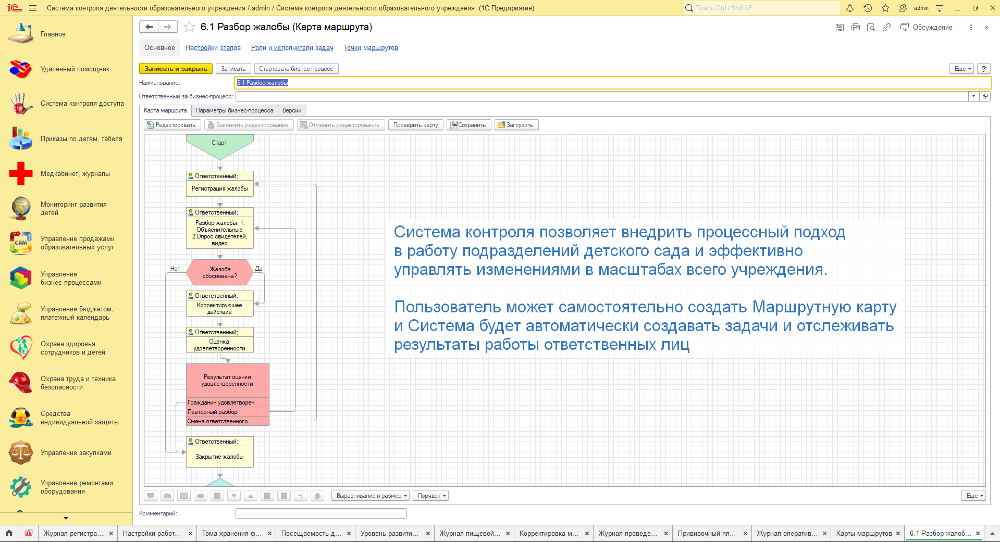 1С Система контроля деятельности образовательного учреждения / admin / Система контроля деятельности образовательного учреждения (1С:Предприятие)
Поиск Ctrl+Shift+F
admin
Главное
Удаленный помощник
STOP
Система контроля доступа
Приказы по детям, табеля
Медкабинет, журналы
Мониторинг развития
детей
CRM
Управление продажами
образовательных услуг
Управление
бизнес-процессами
Управление бюджетом,
платежный календарь
Охрана здоровья
сотрудников и детей
Охрана труда и техника
безопасности
Средства
индивидуальной защиты
Управление закупками
Управление ремонтами
оборудования
6.1 Разбор жалобы (Карта маршрута)
Обсуждение
Основное Настройки этапов Роли и исполнители задач Точки маршрутов
Записать и закрыть Записать Стартовать бизнес-процесс Еще ?
Наименование: 6.1 Разбор жалобы
Ответственный за бизнес-процесс:
Карта маршрута Параметры бизнес-процесса Версии
Редактировать Закончить редактирование Отменить редактирование Проверить карту Сохранить Загрузить
Старт
Ответственный;
Регистрация жалобы
Ответственный;
Разбор жалобы: 1.
Объяснительные
2.Опрос свидетелей,
видео
Нет
Жалоба
обоснована?
Да
Ответственный;
Корректирующее
действие
Ответственный;
Оценка
удовлетворенности
Результат оценки
удовлетворенности
Гражданин удовлетворен
Повторный разбор
Смена ответственного
Ответственный;
Закрытие жалобы
Система контроля позволяет внедрить процессный подход
в работу подразделений детского сада и эффективно
управлять изменениями в масштабах всего учреждения.
Пользователь может самостоятельно создать Маршрутную карту
и Система будет автоматически создавать задачи и отслеживать
результаты работы ответственных лиц
Выравнивание и размер Порядок Еще
Комментарий:
Журнал регистра... Настройки работ... Тома хранения ф... Посещаемость д... Уровень развити... Журнал пищевой... Корректировка м... Журнал проведе... Прививочный пл... Журнал оператив... Карты маршрутов 6.1 Разбор жалоб...